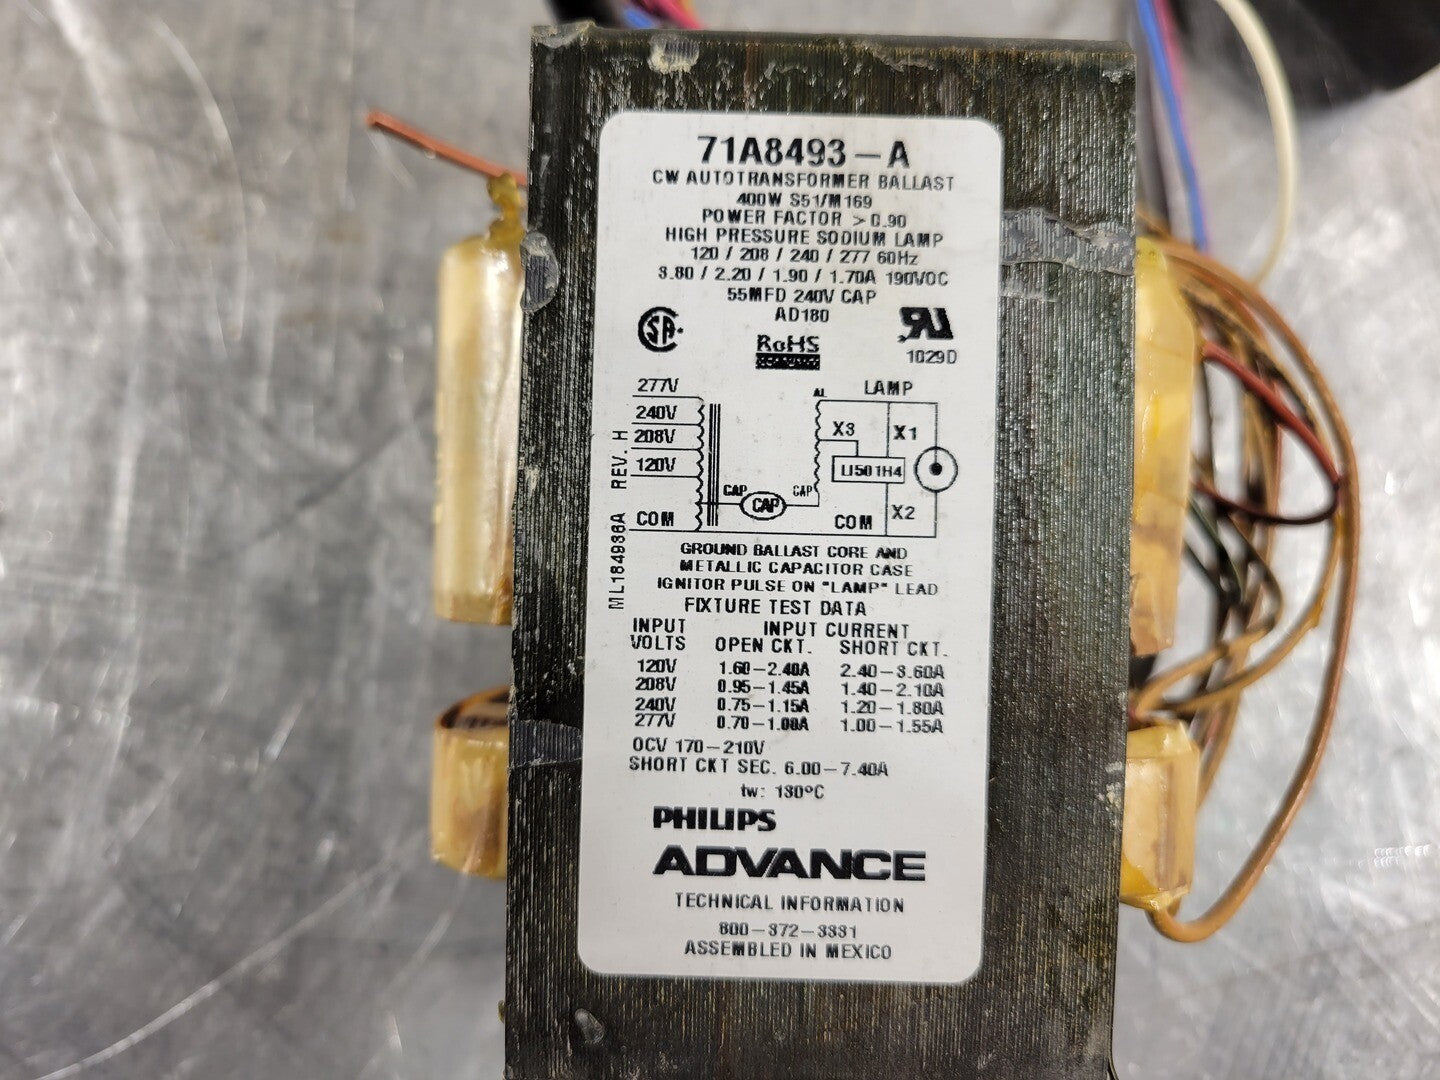 71A8493-A
CW AUTOTRANSFORMER BALLAST
400W S51/M169
POWER FACTOR > 0.90
HIGH PRESSURE SODIUM LAMP
120 / 208 / 240 / 277 60Hz
3.80 / 2.20 / 1.90 / 1.70A 190VOC
55MFD 240V CAP
AD180
SA
RoHS
RU
1029D
277V
240V
208V
120V
COM
REV. H
ML184936A
CAP
CAP
CAP
LAMP
X3
X1
LI501H4
X2
COM
GROUND BALLAST CORE AND
METALLIC CAPACITOR CASE
IGNITOR PULSE ON "LAMP" LEAD
FIXTURE TEST DATA
INPUT VOLTS INPUT CURRENT
OPEN CKT. SHORT CKT.
120V 1.60-2.40A 2.40-3.60A
208V 0.95-1.45A 1.40-2.10A
240V 0.75-1.15A 1.20-1.80A
277V 0.70-1.00A 1.00-1.55A
OCV 170-210V
SHORT CKT SEC. 6.00-7.40A
tw: 180°C
PHILIPS
ADVANCE
TECHNICAL INFORMATION
800-372-3331
ASSEMBLED IN MEXICO